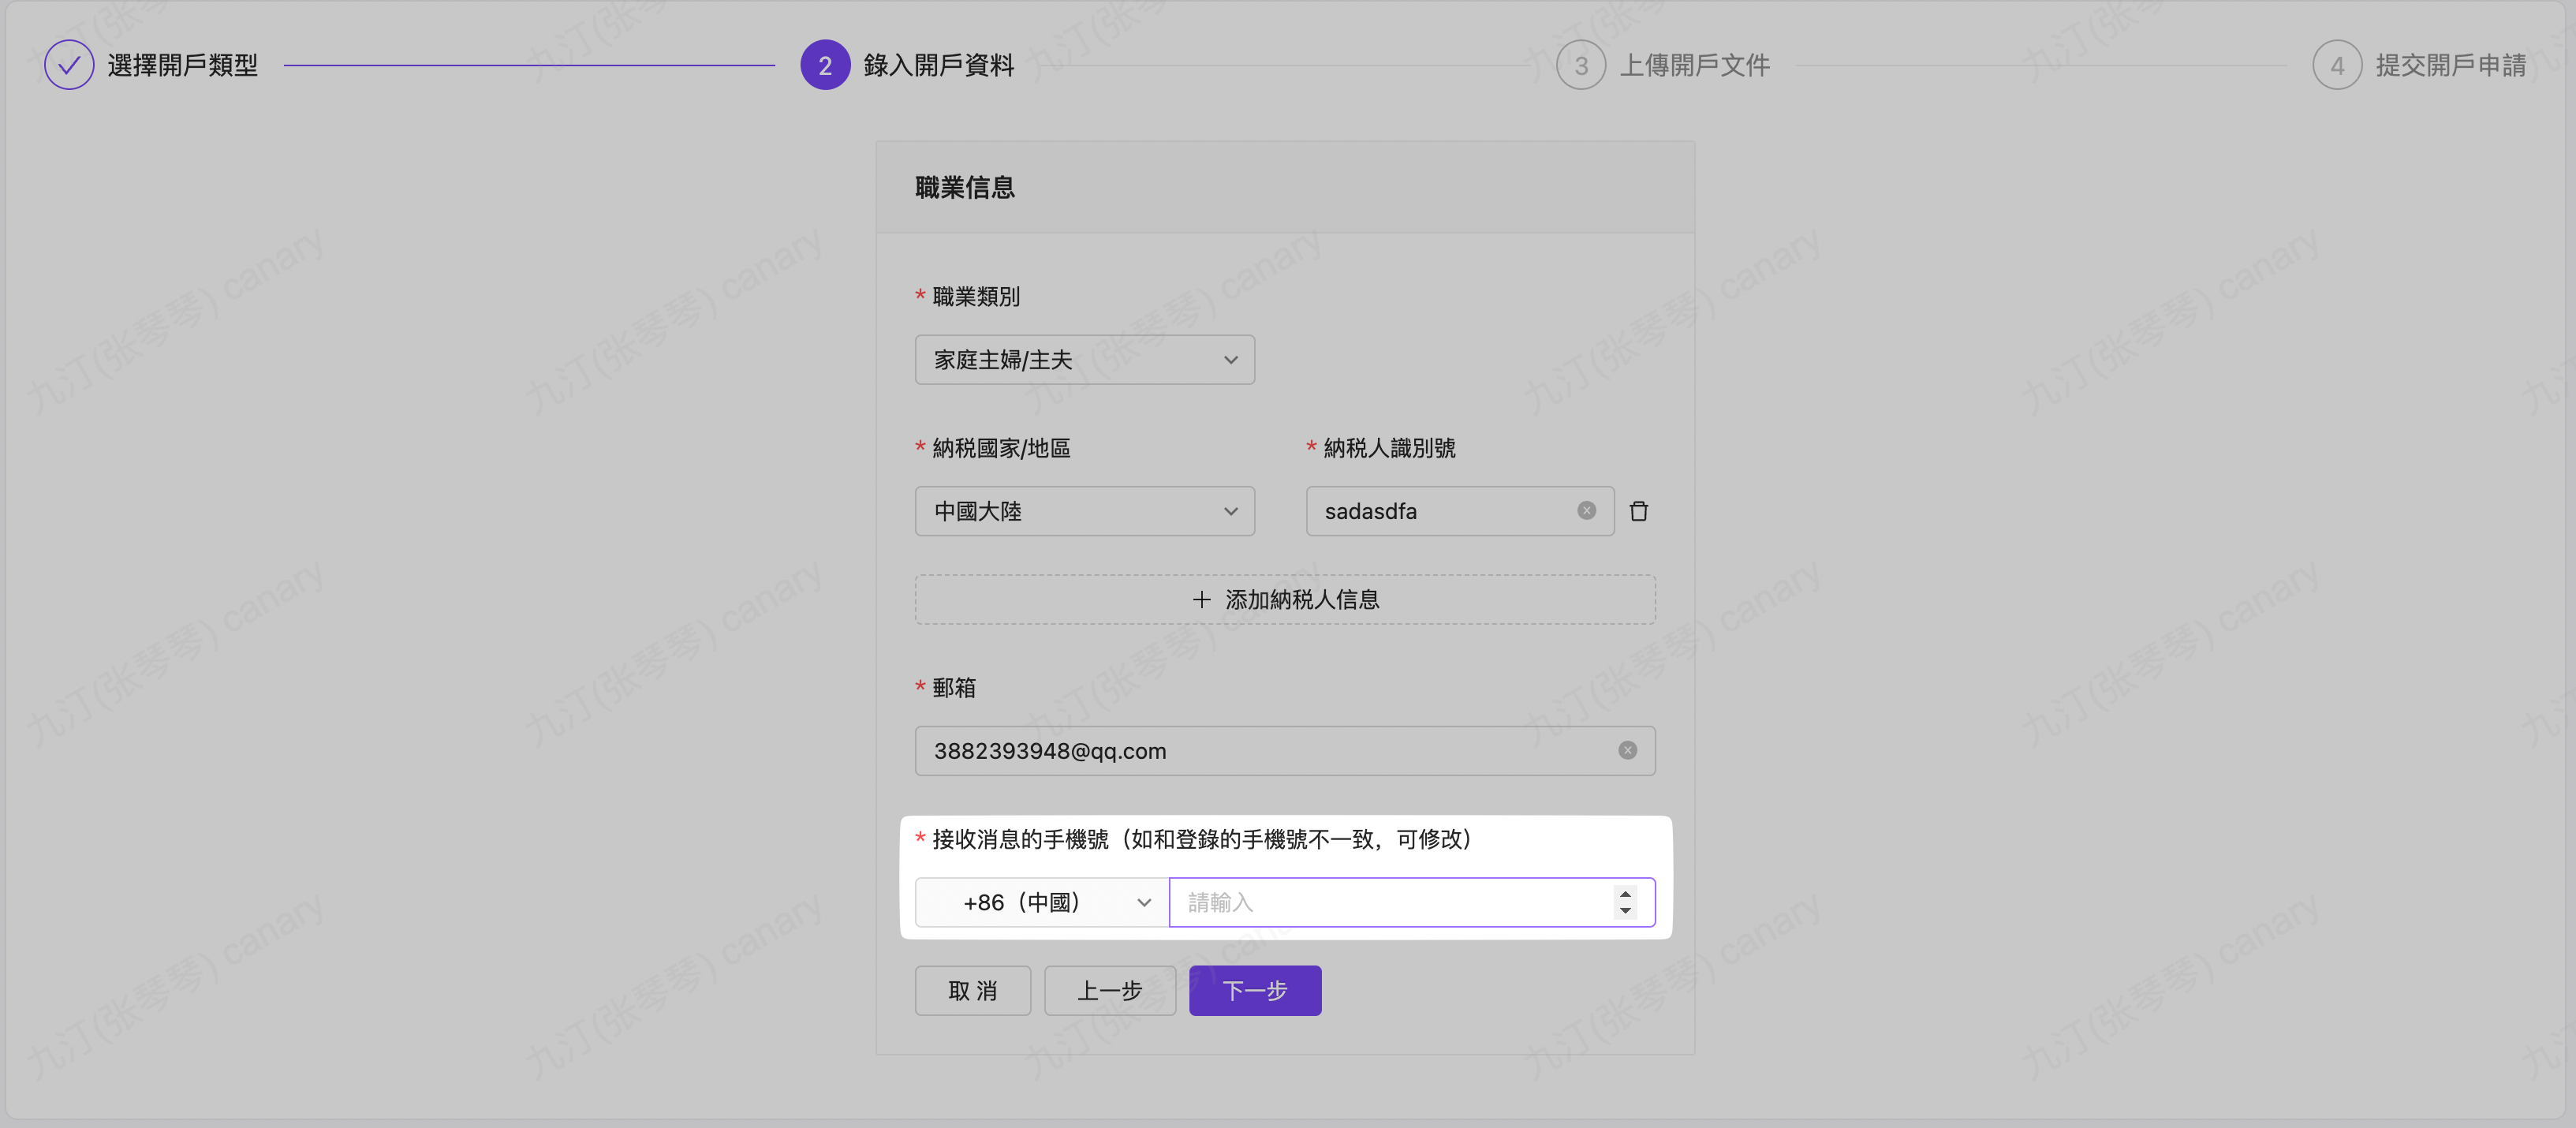 選擇開戶類型
2 錄入開戶資料
3 上傳開戶文件
4 提交開戶申請
職業信息
* 職業類別
家庭主婦/主夫
* 納税國家/地區 * 納税人識別號
中國大陸 sadasdfa
添加納税人信息
* 郵箱
3882393948@qq.com
* 接收消息的手機號（如和登錄的手機號不一致，可修改）
+86（中國） 請輸入
取 消 上一步 下一步
九汀(张琴琴) canary